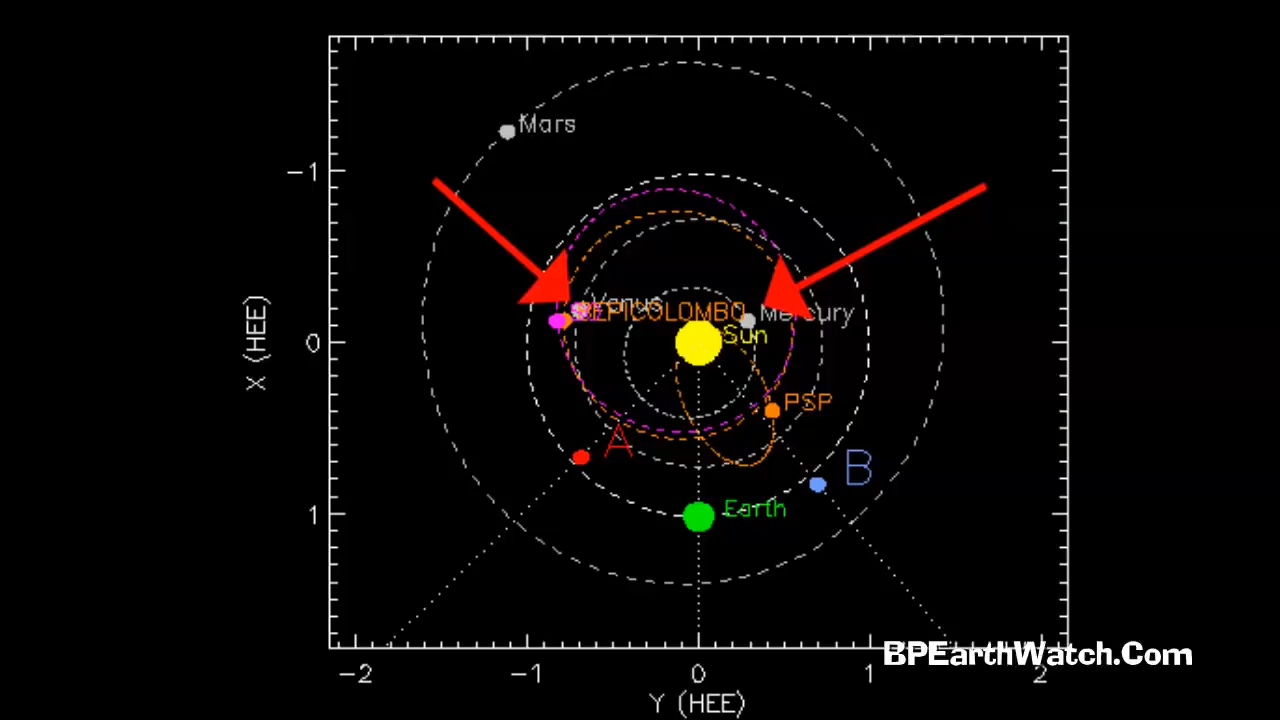 Mars
-1
Venus
BEPICOLOMBO
Mercury
Sun
0
X (HEE)
PSP
A
B
Earth
1
BPEarthWatch.Com
-2
-1
0
1
2
Y (HEE)